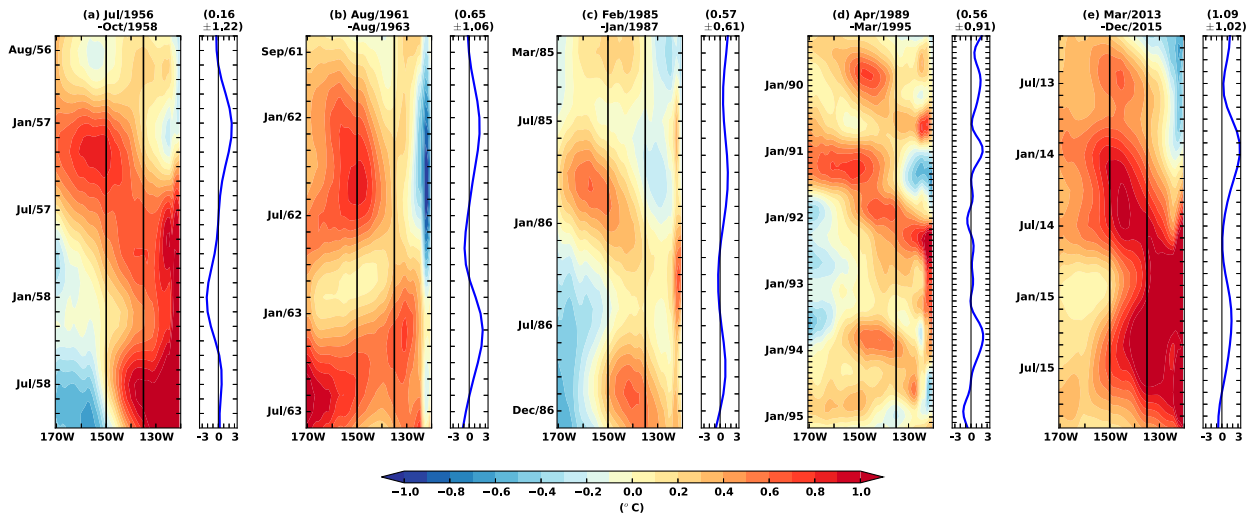 (a) Jul/1956
-Oct/1958
(0.16
±1.22)
(b) Aug/1961
-Aug/1963
(0.65
±1.06)
(c) Feb/1985
-Jan/1987
(0.57
±0.61)
(d) Apr/1989
-Mar/1995
(0.56
±0.91)
(e) Mar/2013
-Dec/2015
(1.09
±1.02)
Aug/56
Jan/57
Jul/57
Jan/58
Jul/58
170W 150W 130W
-3 0 3
Sep/61
Jan/62
Jul/62
Jan/63
Jul/63
170W 150W 130W
-3 0 3
Mar/85
Jul/85
Jan/86
Jul/86
Dec/86
170W 150W 130W
-3 0 3
Jan/90
Jan/91
Jan/92
Jan/93
Jan/94
Jan/95
170W 150W 130W
-3 0 3
Jul/13
Jan/14
Jul/14
Jan/15
Jul/15
170W 150W 130W
-3 0 3
−1.0 −0.8 −0.6 −0.4 −0.2 0.0 0.2 0.4 0.6 0.8 1.0
(° C)